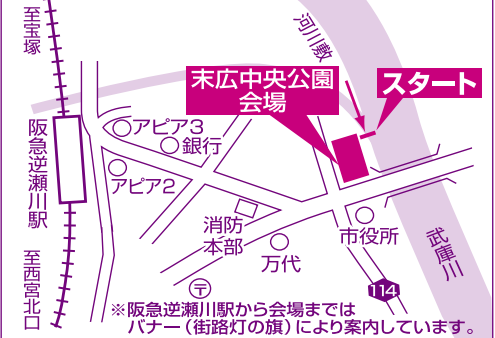 至宝塚
河川敷
末広中央公園
会場
スタート
アピア3
銀行
阪急逆瀬川駅
アピア2
消防
本部
市役所
万代
武庫川
至西宮北口
〒
114
※阪急逆瀬川駅から会場までは
バナー（街路灯の旗）により案内しています。